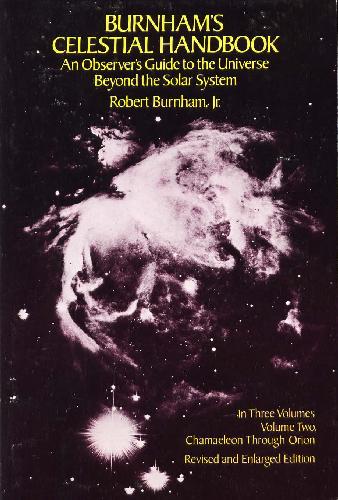 BURNHAM'S
CELESTIAL HANDBOOK
An Observer's Guide to the Universe
Beyond the Solar System
Robert Burnham, Jr.
In Three Volumes
Volume Two,
Chamaeleon Through Orion
Revised and Enlarged Edition